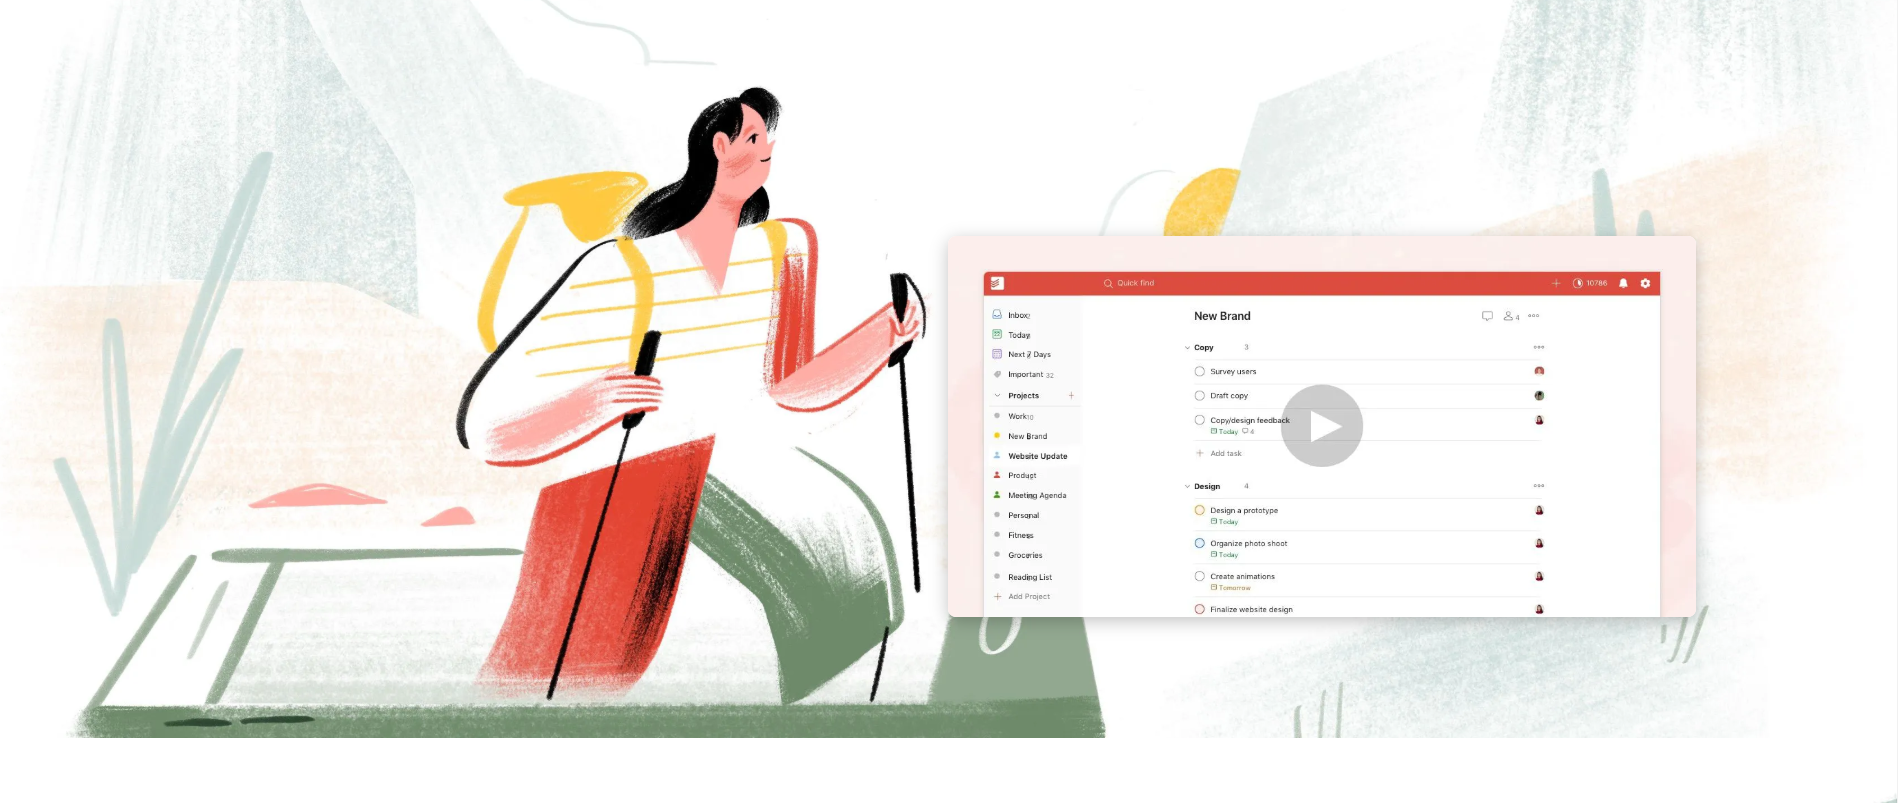 Quick find
10786
Inbox
Today
Next 7 Days
Important 32
Projects
Work 10
New Brand
Website Update
Product
Meeting Agenda
Personal
Fitness
Groceries
Reading List
Add Project
New Brand
4
Copy 3
Survey users
Draft copy
Copy/design feedback
Today 4
Add task
Design 4
Design a prototype
Today
Organize photo shoot
Today
Create animations
Tomorrow
Finalize website design